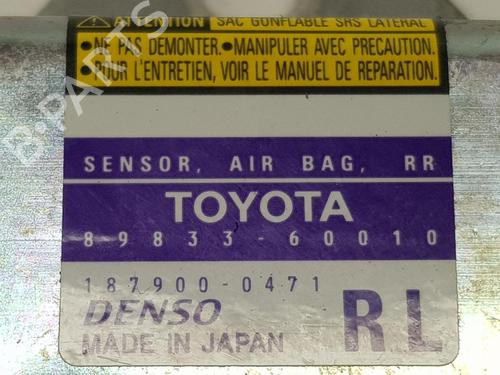 ATTENTION SAC GONFLABLE SRS LATERAL
•NE PAS DEMONTER.•MANIPULER AVEC PRECAUTION.
•POUR L'ENTRETIEN, VOIR LE MANUEL DE REPARATION.
B-PARTS
SENSOR, AIR BAG, RR
TOYOTA
89833-60010
187900-0471
DENSO
MADE IN JAPAN
RL